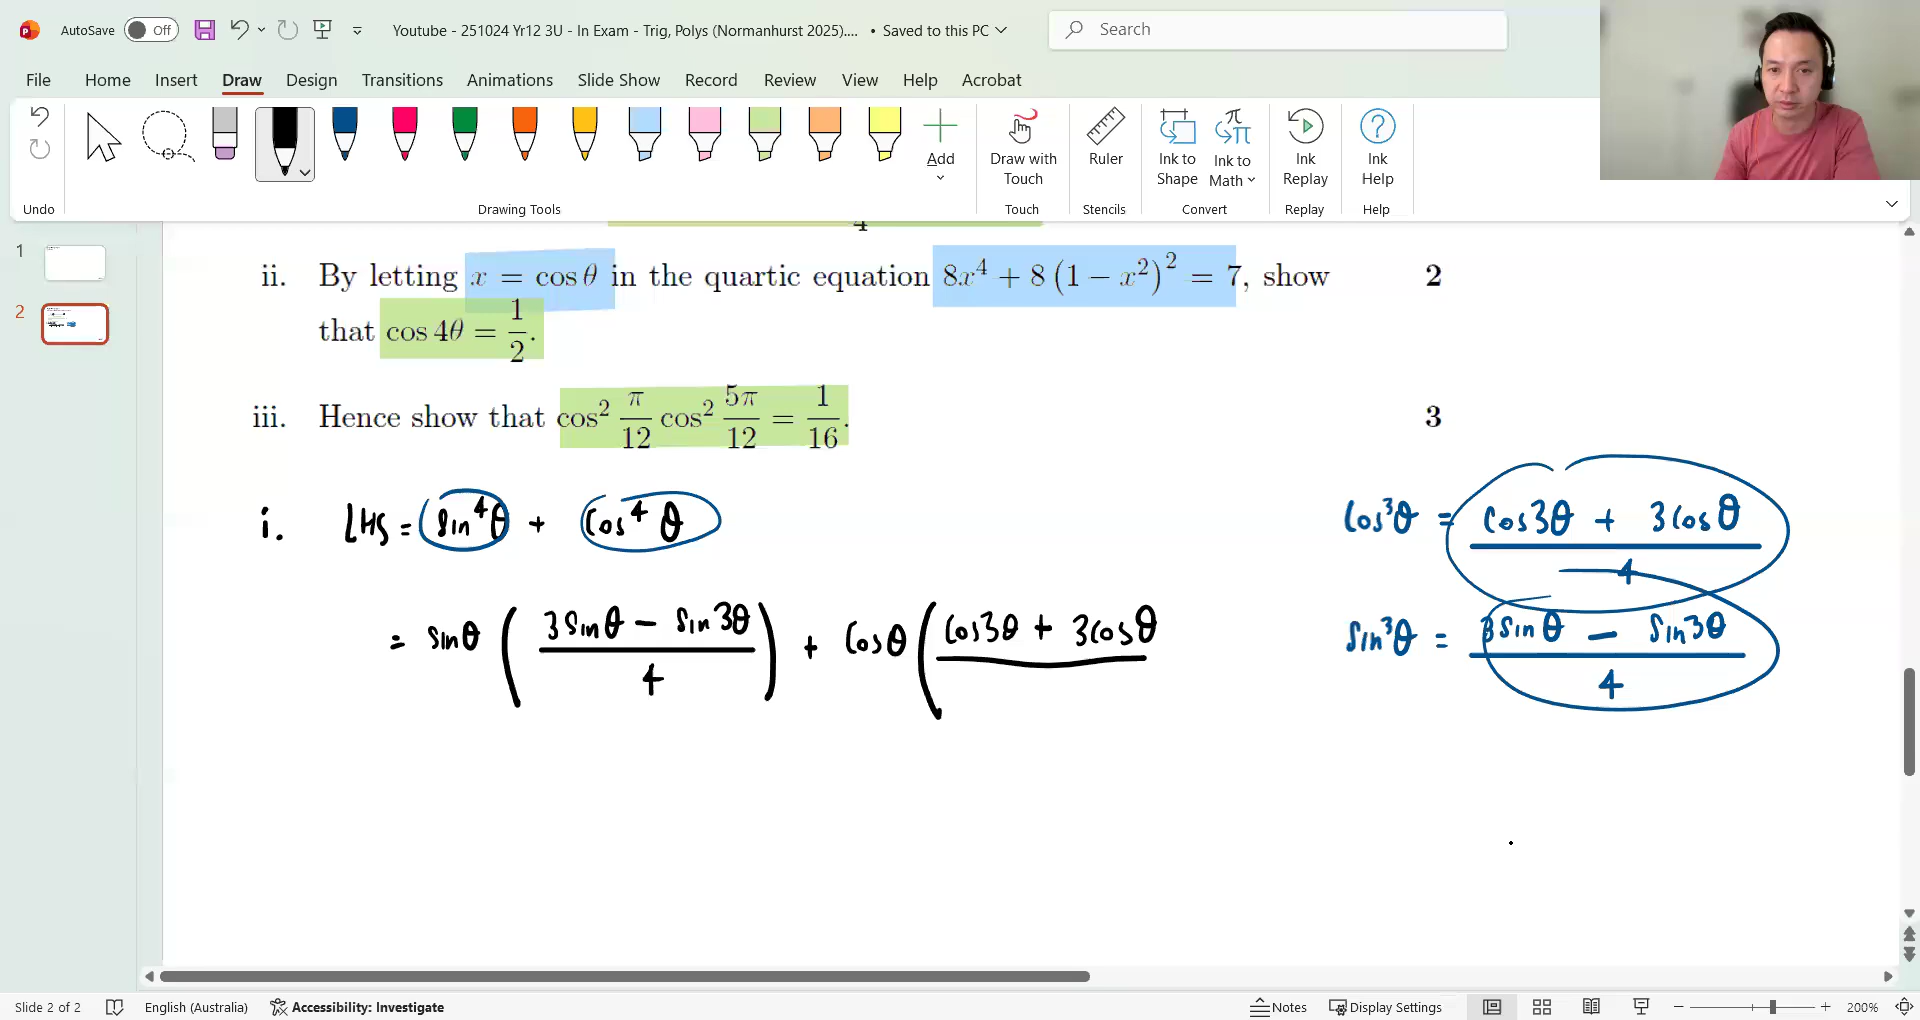 AutoSave Off Youtube - 251024 Yr12 3U - In Exam - Trig, Polys (Normanhurst 2025).... • Saved to this PC Search
File Home Insert Draw Design Transitions Animations Slide Show Record Review View Help Acrobat
Add Draw with Touch Ruler Ink to Shape Ink to Math Ink Replay Ink Help
Undo Drawing Tools Touch Stencils Convert Replay Help
1
2
4
ii. By letting x = cos θ in the quartic equation 8x⁴ + 8 (1 − x²)² = 7, show 2
that cos 4θ = 1/2.
iii. Hence show that cos² π/12 cos² 5π/12 = 1/16. 3
i. LHS = sin⁴θ + cos⁴θ
= sinθ ( (3sinθ − sin3θ)/4 ) + cosθ ( cos3θ + 3cosθ
cos³θ = (cos3θ + 3cosθ)/4
sin³θ = (3sinθ − sin3θ)/4
Slide 2 of 2 English (Australia) Accessibility: Investigate Notes Display Settings 200%